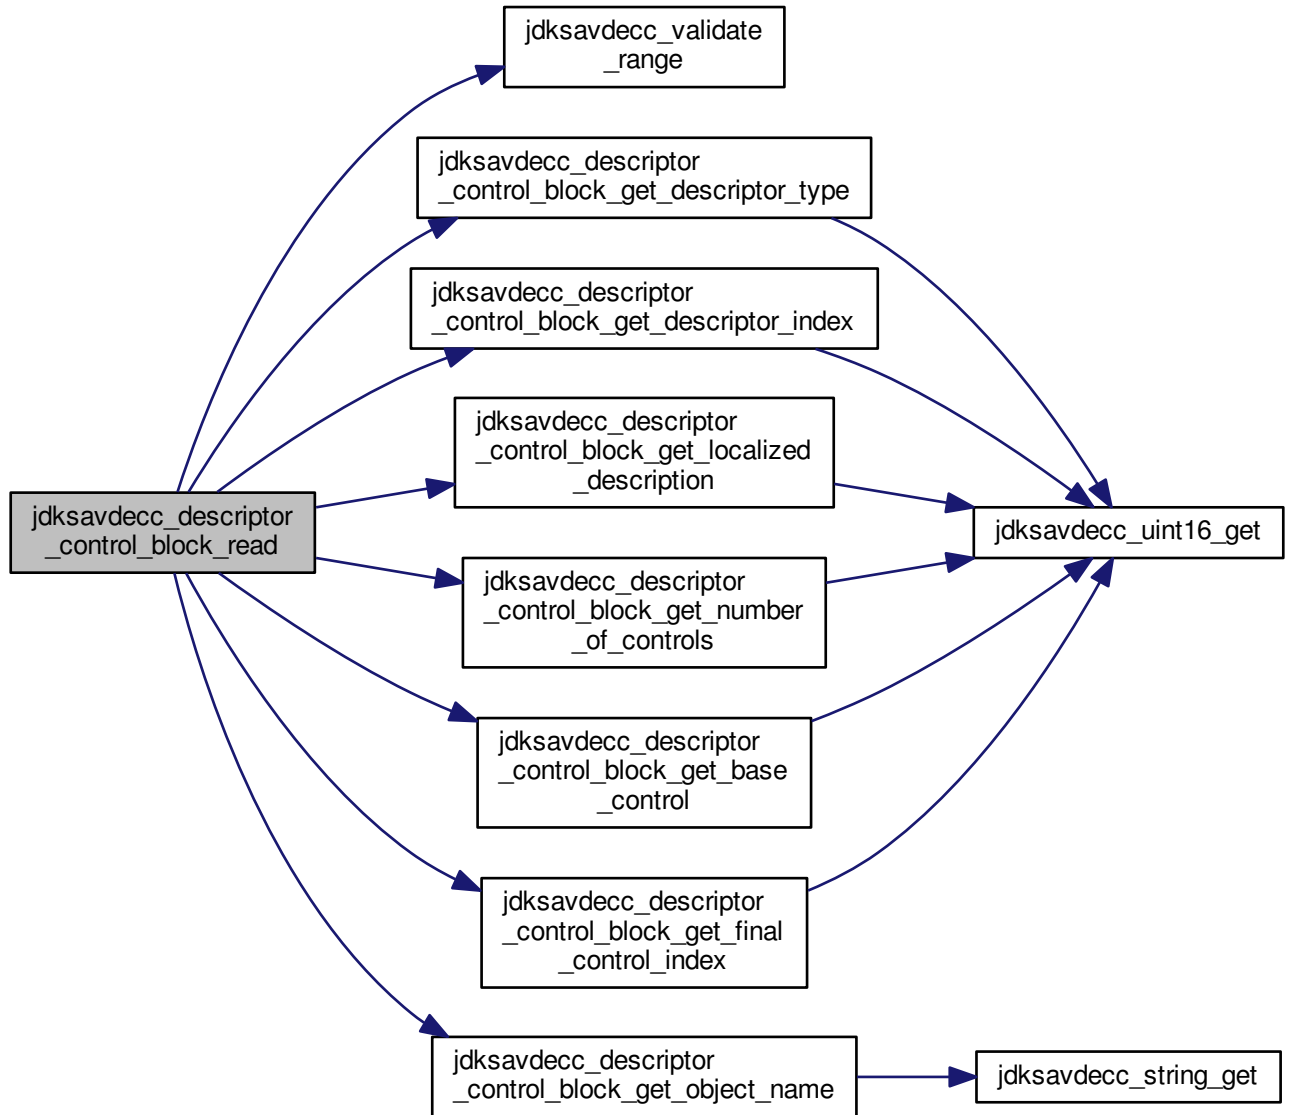 jdksavdecc_validate
_range
jdksavdecc_descriptor
_control_block_get_descriptor_type
jdksavdecc_descriptor
_control_block_get_descriptor_index
jdksavdecc_descriptor
_control_block_get_localized
_description
jdksavdecc_descriptor
_control_block_read
jdksavdecc_uint16_get
jdksavdecc_descriptor
_control_block_get_number
_of_controls
jdksavdecc_descriptor
_control_block_get_base
_control
jdksavdecc_descriptor
_control_block_get_final
_control_index
jdksavdecc_descriptor
_control_block_get_object_name
jdksavdecc_string_get